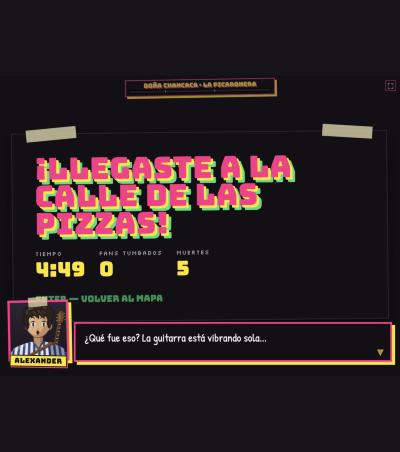 DOÑA CHANCACA · LA PICARONERA
¡LLEGASTE A LA
CALLE DE LAS
PIZZAS!
TIEMPO FANS TUMBADOS MUERTES
4:49 0 5
ENTER — VOLVER AL MAPA
¿Qué fue eso? La guitarra está vibrando sola...
ALEXANDER